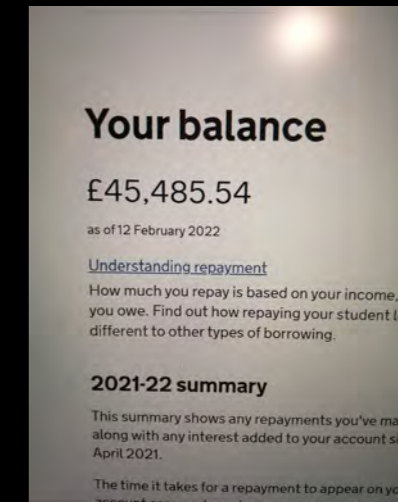 Your balance
£45,485.54
as of 12 February 2022
Understanding repayment
How much you repay is based on your income,
you owe. Find out how repaying your student
different to other types of borrowing.
2021-22 summary
This summary shows any repayments you've
along with any interest added to your account
April 2021.
The time it takes for a repayment to appear on